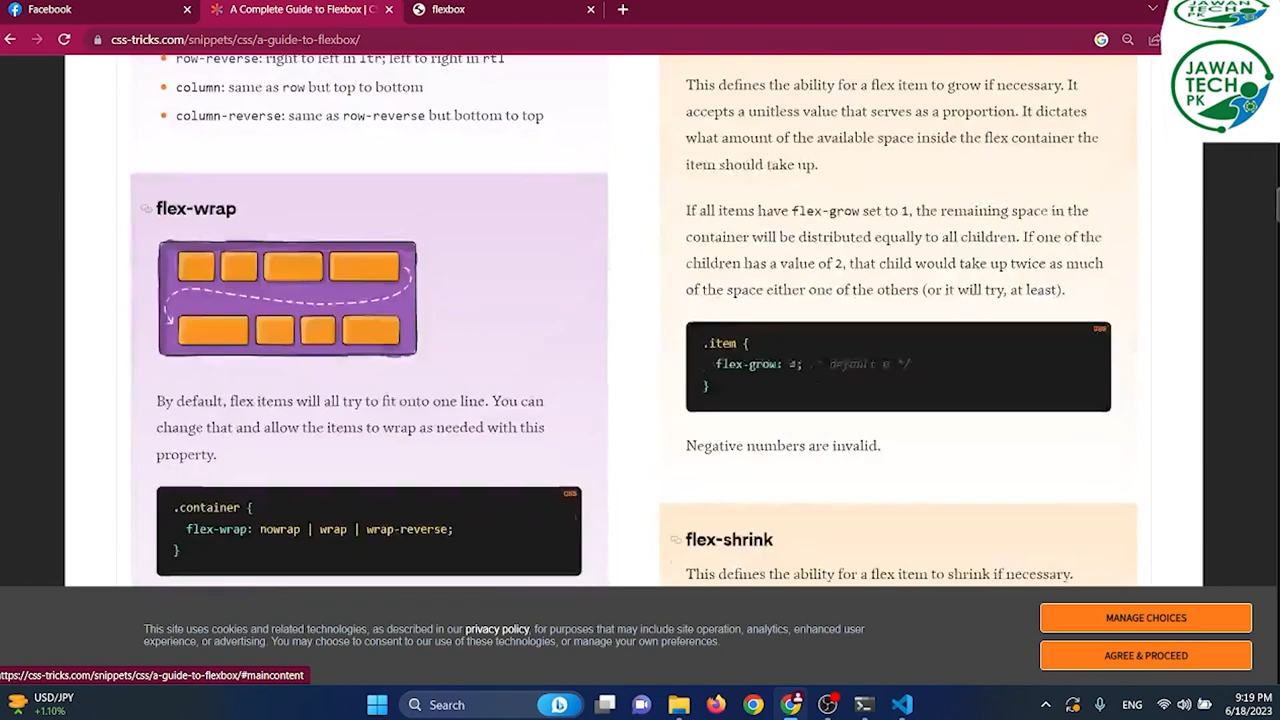 Facebook
A Complete Guide to Flexbox | C
flexbox
css-tricks.com/snippets/css/a-guide-to-flexbox/
JAWAN
TECH
PK
row-reverse: right to left in ltr; left to right in rtl
column: same as row but top to bottom
column-reverse: same as row-reverse but bottom to top
flex-wrap
By default, flex items will all try to fit onto one line. You can
change that and allow the items to wrap as needed with this
property.
CSS
.container {
flex-wrap: nowrap | wrap | wrap-reverse;
}
This defines the ability for a flex item to grow if necessary. It
accepts a unitless value that serves as a proportion. It dictates
what amount of the available space inside the flex container the
item should take up.
If all items have flex-grow set to 1, the remaining space in the
container will be distributed equally to all children. If one of the
children has a value of 2, that child would take up twice as much
of the space either one of the others (or it will try, at least).
.item {
flex-grow:
}
Negative numbers are invalid.
flex-shrink
This defines the ability for a flex item to shrink if necessary.
This site uses cookies and related technologies, as described in our privacy policy, for purposes that may include site operation, analytics, enhanced user
experience, or advertising. You may choose to consent to our use of these technologies, or manage your own preferences.
MANAGE CHOICES
AGREE & PROCEED
https://css-tricks.com/snippets/css/a-guide-to-flexbox/#maincontent
USD/JPY
+1.10%
Search
ENG
9:19 PM
6/18/2023